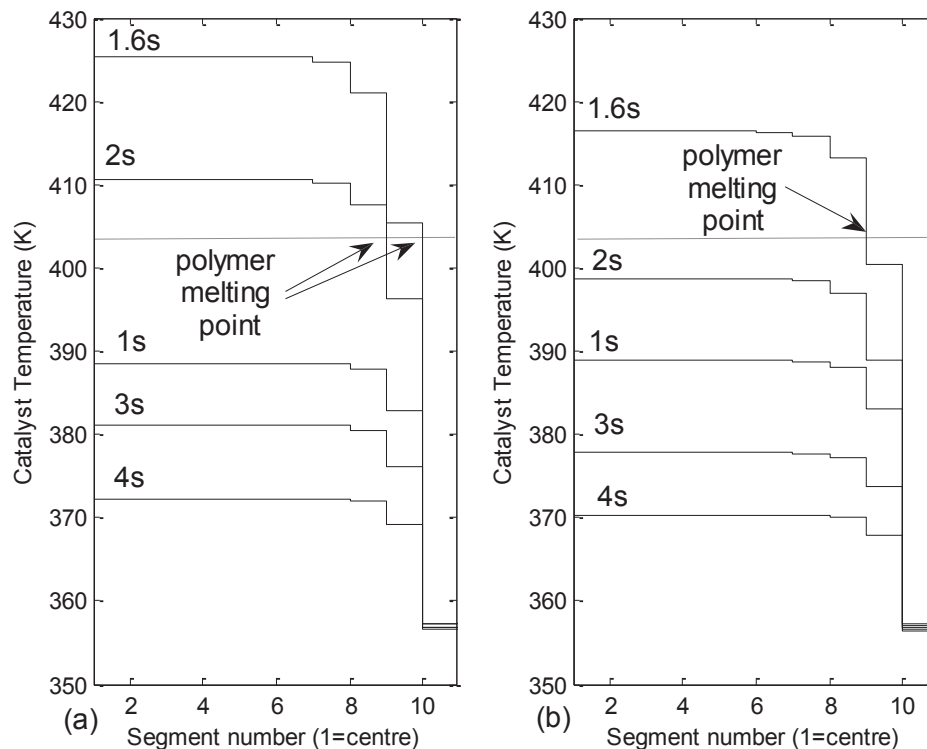 430
420
410
400
390
380
370
360
350
Catalyst Temperature (K)
1.6s
2s
polymer
melting
point
1s
3s
4s
2
4
6
8
10
(a)
Segment number (1=centre)
430
420
410
400
390
380
370
360
350
Catalyst Temperature (K)
1.6s
polymer
melting
point
2s
1s
3s
4s
2
4
6
8
10
(b)
Segment number (1=centre)